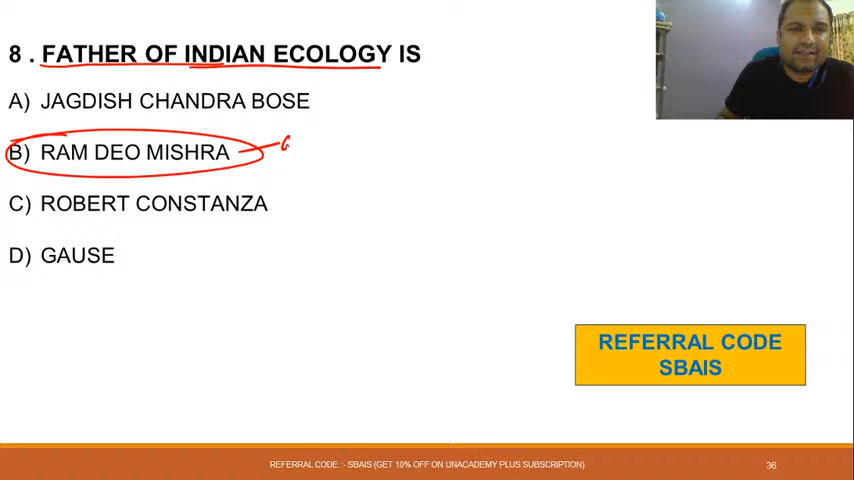 8 . FATHER OF INDIAN ECOLOGY IS
A) JAGDISH CHANDRA BOSE
B) RAM DEO MISHRA
C) ROBERT CONSTANZA
D) GAUSE
REFERRAL CODE
SBAIS
REFERRAL CODE :- SBAIS (GET 10% OFF ON UNACADEMY PLUS SUBSCRIPTION)
36